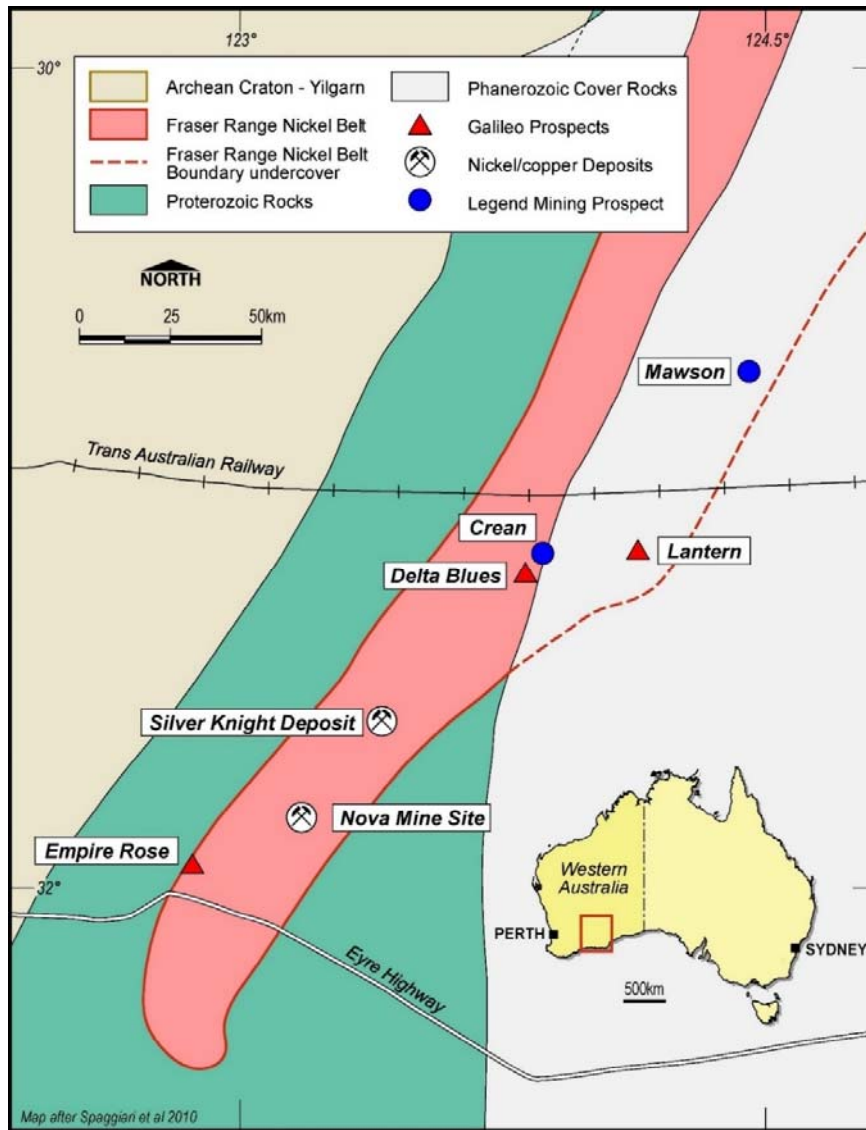 123°
124.5°
30°
Archean Craton - Yilgarn
Fraser Range Nickel Belt
Fraser Range Nickel Belt
Boundary undercover
Proterozoic Rocks
Phanerozoic Cover Rocks
Galileo Prospects
Nickel/copper Deposits
Legend Mining Prospect
NORTH
0 25 50km
Mawson
Trans Australian Railway
Crean
Lantern
Delta Blues
Silver Knight Deposit
Nova Mine Site
Empire Rose
32°
Eyre Highway
Western
Australia
PERTH
SYDNEY
500km
Map after Spaggiari et al 2010